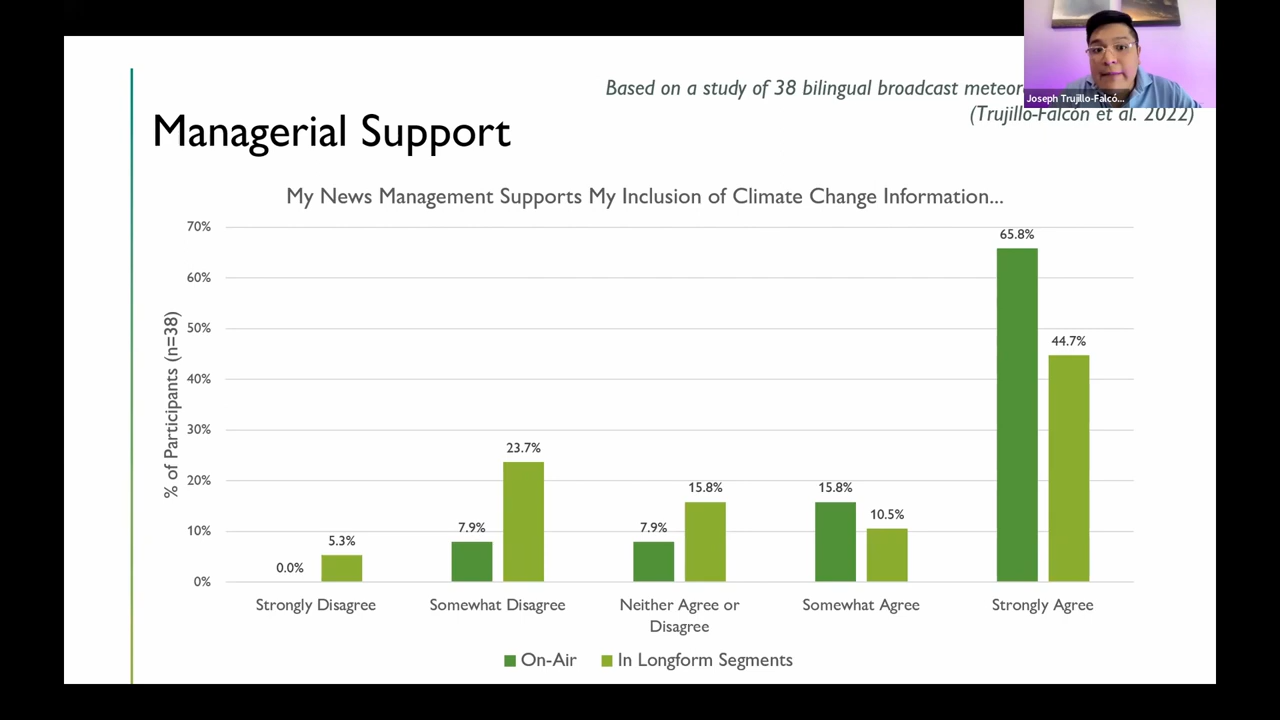 Based on a study of 38 bilingual broadcast
(Trujillo-Falcón et al. 2022)
Joseph Trujillo-Falcó...
Managerial Support
My News Management Supports My Inclusion of Climate Change Information...
% of Participants (n=38)
70%
60%
50%
40%
30%
20%
10%
0%
0.0%
5.3%
7.9%
23.7%
7.9%
15.8%
15.8%
10.5%
65.8%
44.7%
Strongly Disagree
Somewhat Disagree
Neither Agree or
Disagree
Somewhat Agree
Strongly Agree
On-Air
In Longform Segments